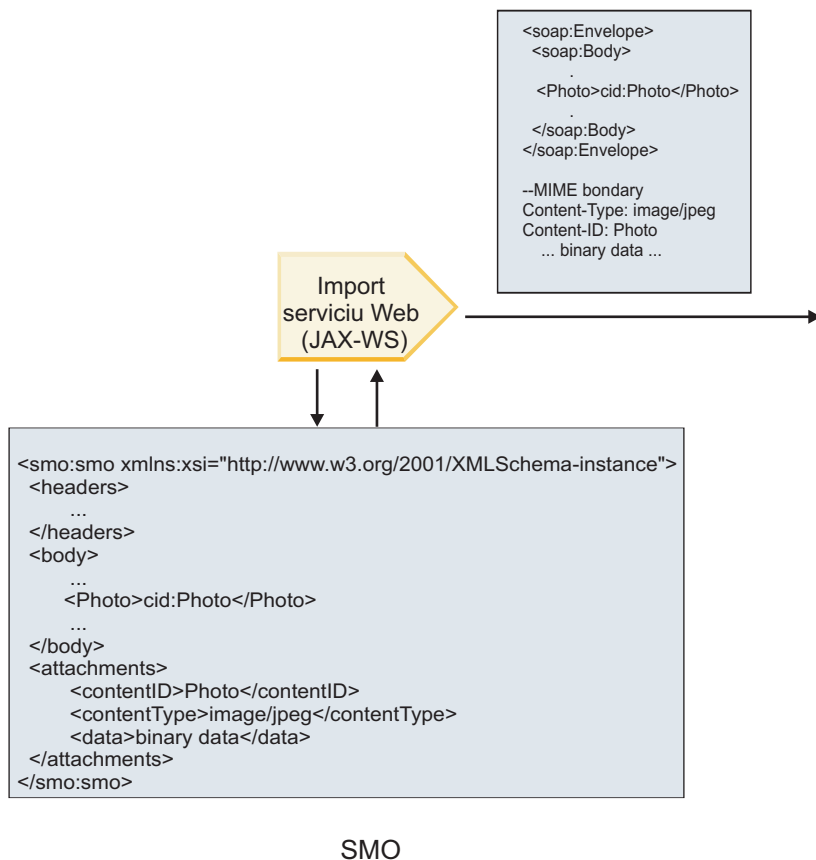 <soap:Envelope>
<soap:Body>
.
<Photo>cid:Photo</Photo>
.
</soap:Body>
</soap:Envelope>
--MIME bondary
Content-Type: image/jpeg
Content-ID: Photo
... binary data ...
Import
serviciu Web
(JAX-WS)
<smo:smo xmlns:xsi="http://www.w3.org/2001/XMLSchema-instance">
<headers>
...
</headers>
<body>
...
<Photo>cid:Photo</Photo>
...
</body>
<attachments>
<contentID>Photo</contentID>
<contentType>image/jpeg</contentType>
<data>binary data</data>
</attachments>
</smo:smo>
SMO